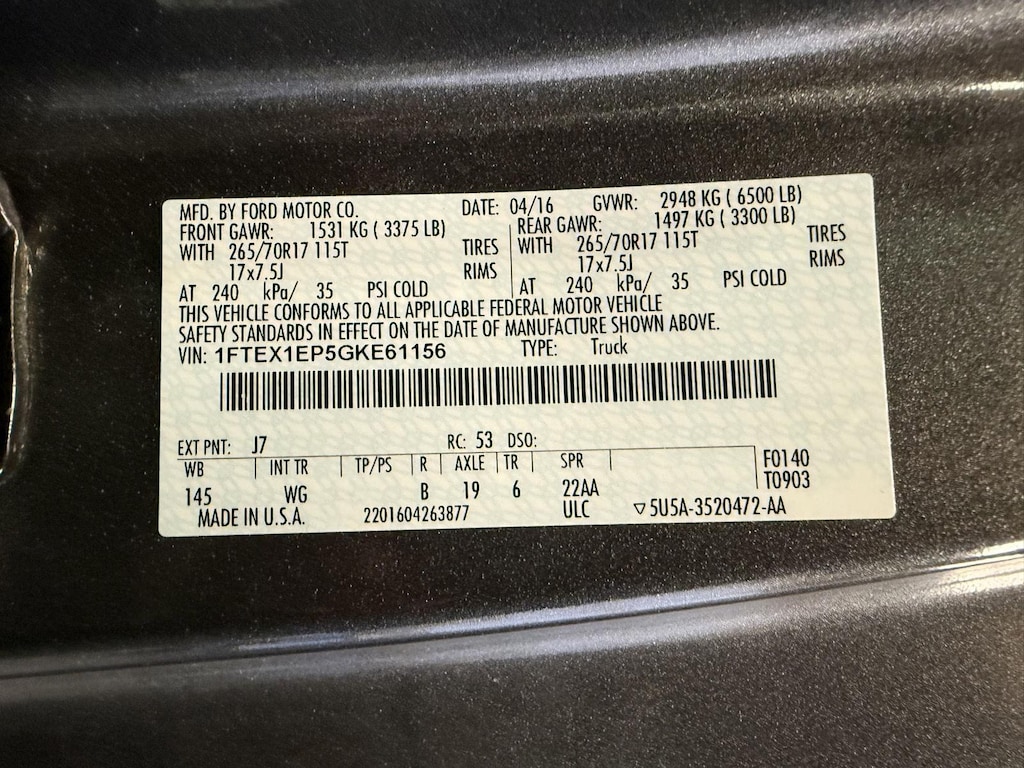 MFD. BY FORD MOTOR CO. DATE: 04/16 GVWR: 2948 KG ( 6500 LB)
FRONT GAWR: 1531 KG ( 3375 LB) REAR GAWR: 1497 KG ( 3300 LB)
WITH 265/70R17 115T TIRES WITH 265/70R17 115T TIRES
17x7.5J RIMS 17x7.5J RIMS
AT 240 kPa/ 35 PSI COLD AT 240 kPa/ 35 PSI COLD
THIS VEHICLE CONFORMS TO ALL APPLICABLE FEDERAL MOTOR VEHICLE
SAFETY STANDARDS IN EFFECT ON THE DATE OF MANUFACTURE SHOWN ABOVE.
VIN: 1FTEX1EP5GKE61156 TYPE: Truck
EXT PNT: J7 RC: 53 DSO:
WB INT TR TP/PS R AXLE TR SPR F0140
145 WG B 19 6 22AA T0903
MADE IN U.S.A. 2201604263877 ULC ▽5U5A-3520472-AA